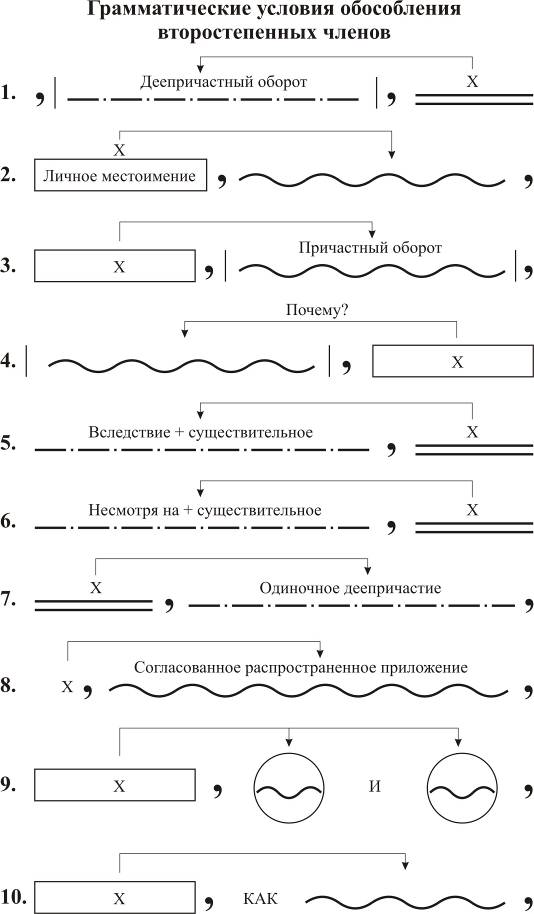 Грамматические условия обособления
второстепенных членов
1. , Деепричастный оборот , X
X
2. Личное местоимение , ,
3. X , Причастный оборот ,
Почему?
4. , X
5. Вследствие + существительное , X
6. Несмотря на + существительное , X
7. X , Одиночное деепричастие ,
8. X , Согласованное распространенное приложение ,
9. X , И ,
10. X , КАК ,